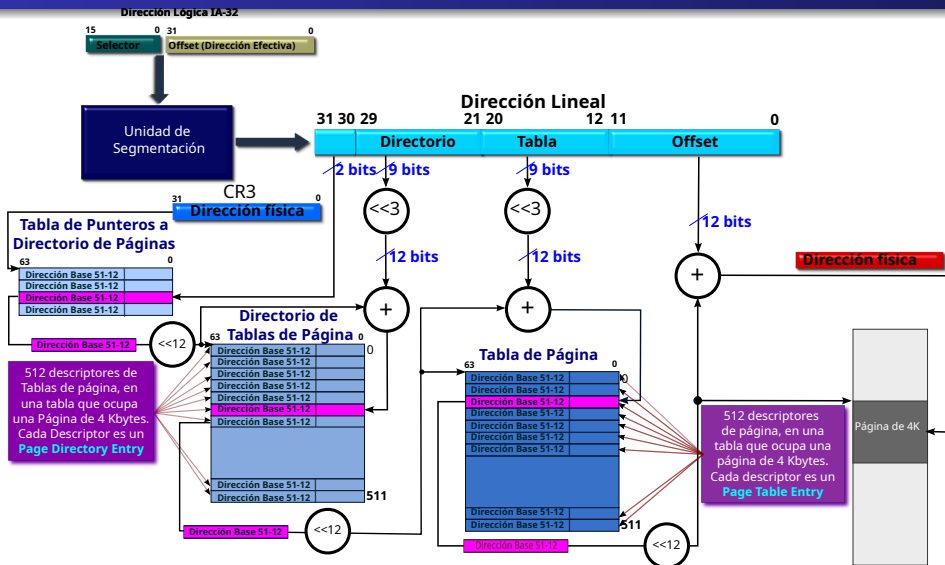 Dirección Lógica IA-32
15 0 31 0
Selector Offset (Dirección Efectiva)
Unidad de
Segmentación
Dirección Lineal
31 30 29 21 20 12 11 0
Directorio Tabla Offset
2 bits 9 bits 9 bits
CR3
31 0
Dirección física
<<3 <<3
12 bits
12 bits 12 bits
Tabla de Punteros a
Directorio de Páginas
63 0
Dirección Base 51-12
Dirección Base 51-12
Dirección Base 51-12
Dirección Base 51-12
Dirección Base 51-12
<<12
+ + +
Dirección física
Directorio de
Tablas de Página
63 0
Dirección Base 51-12 0
Dirección Base 51-12
Dirección Base 51-12
Dirección Base 51-12
Dirección Base 51-12
Dirección Base 51-12
Dirección Base 51-12
Dirección Base 51-12
Dirección Base 51-12 511
512 descriptores de
Tablas de página, en
una tabla que ocupa
una Página de 4 Kbytes.
Cada Descriptor es un
Page Directory Entry
Dirección Base 51-12
<<12
Tabla de Página
63 0
Dirección Base 51-12 0
Dirección Base 51-12
Dirección Base 51-12
Dirección Base 51-12
Dirección Base 51-12
Dirección Base 51-12
Dirección Base 51-12
Dirección Base 51-12
Dirección Base 51-12 511
Dirección Base 51-12
<<12
512 descriptores
de página, en una
tabla que ocupa una
página de 4 Kbytes.
Cada descriptor es un
Page Table Entry
Página de 4K